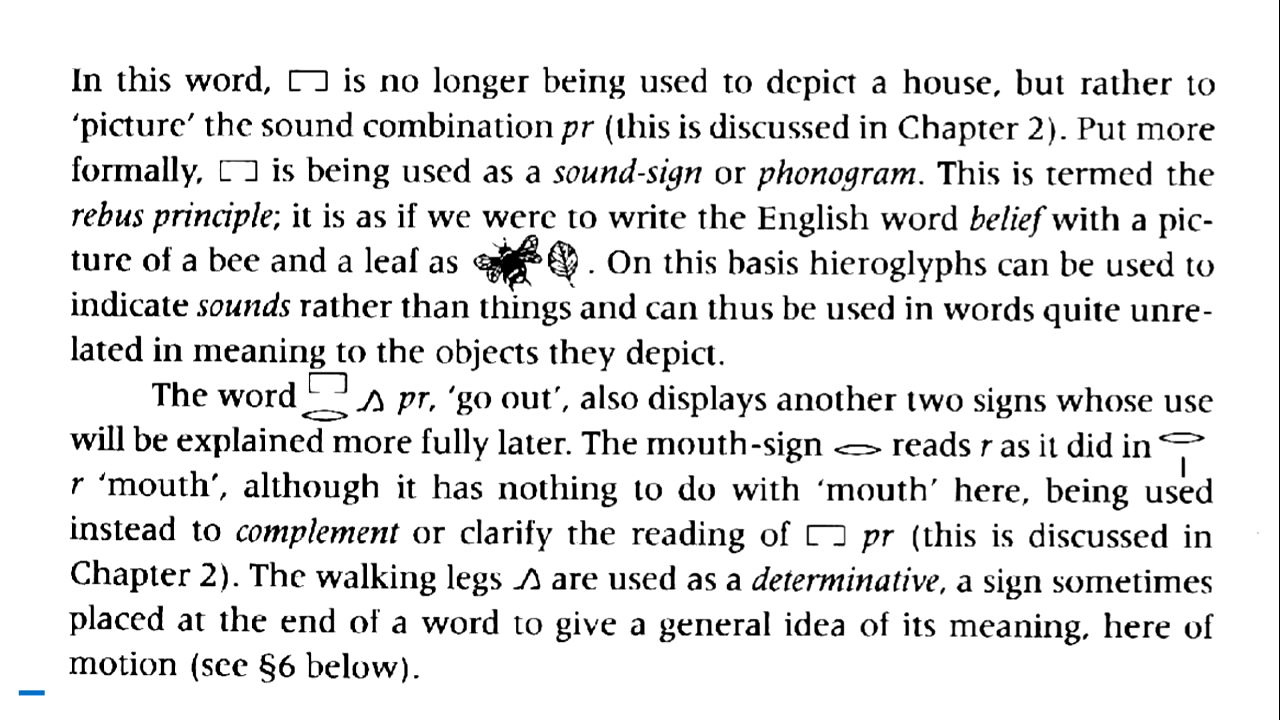 In this word, 𓉐 is no longer being used to depict a house, but rather to
‘picture’ the sound combination pr (this is discussed in Chapter 2). Put more
formally, 𓉐 is being used as a sound-sign or phonogram. This is termed the
rebus principle; it is as if we were to write the English word belief with a pic-
ture of a bee and a leaf as . On this basis hieroglyphs can be used to
indicate sounds rather than things and can thus be used in words quite unre-
lated in meaning to the objects they depict.
The word 𓉐𓂋𓂻 pr, ‘go out’, also displays another two signs whose use
will be explained more fully later. The mouth-sign 𓂋 reads r as it did in 𓂋𓏤
r ‘mouth’, although it has nothing to do with ‘mouth’ here, being used
instead to complement or clarify the reading of 𓉐 pr (this is discussed in
Chapter 2). The walking legs 𓂻 are used as a determinative, a sign sometimes
placed at the end of a word to give a general idea of its meaning, here of
motion (see §6 below).